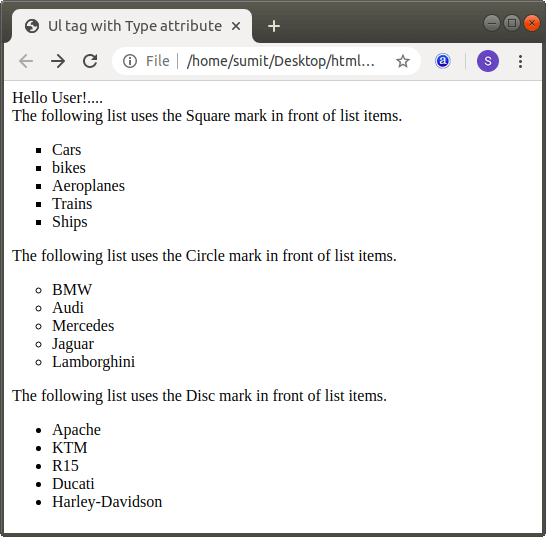 Ul tag with Type attribute
File /home/sumit/Desktop/html...
a
S
Hello User!....
The following list uses the Square mark in front of list items.
Cars
bikes
Aeroplanes
Trains
Ships
The following list uses the Circle mark in front of list items.
BMW
Audi
Mercedes
Jaguar
Lamborghini
The following list uses the Disc mark in front of list items.
Apache
KTM
R15
Ducati
Harley-Davidson